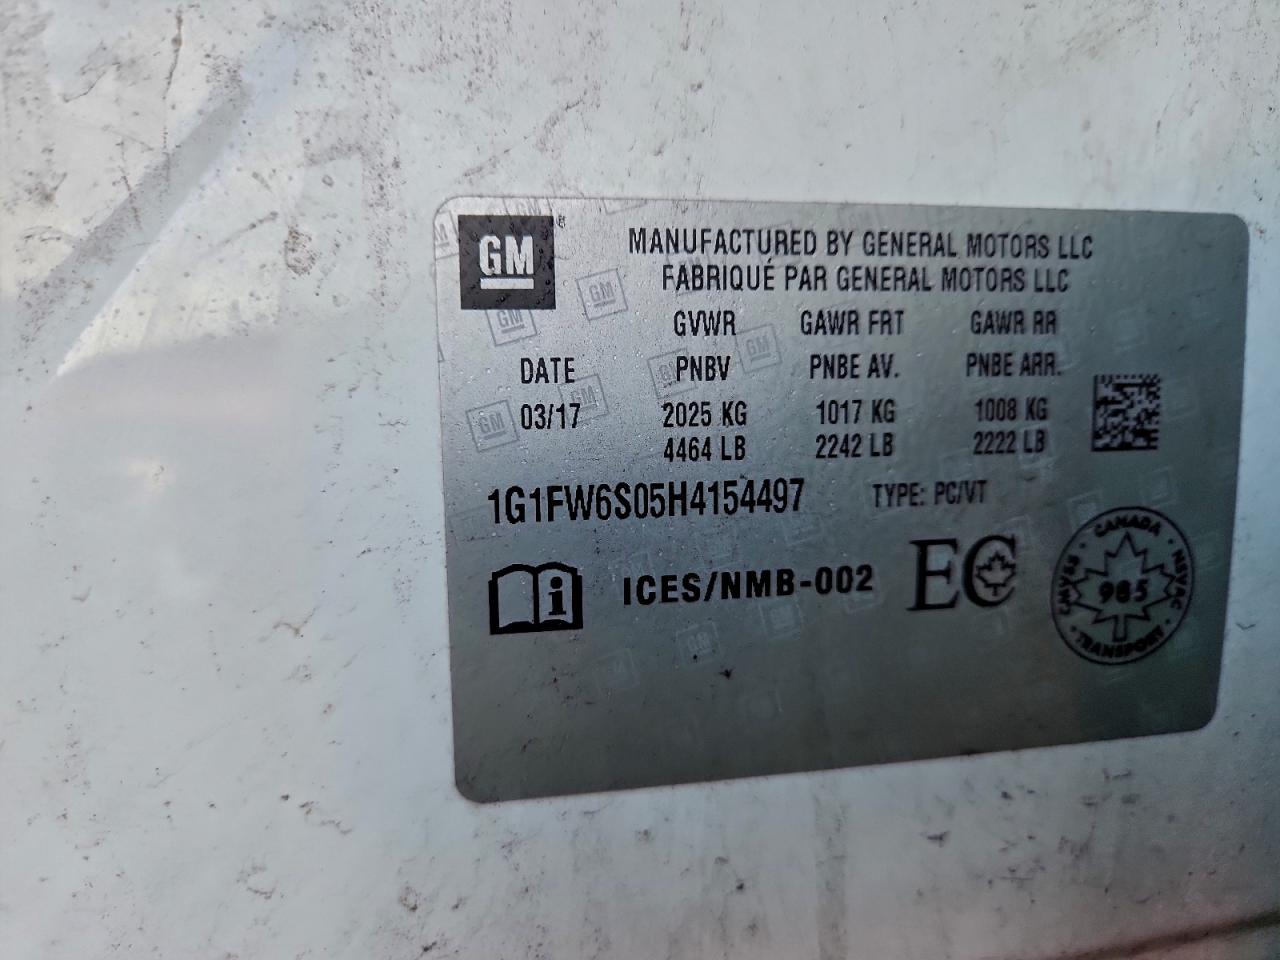 GM
MANUFACTURED BY GENERAL MOTORS LLC
FABRIQUÉ PAR GENERAL MOTORS LLC
GVWR GAWR FRT GAWR RR
DATE PNBV PNBE AV. PNBE ARR.
03/17 2025 KG 1017 KG 1008 KG
4464 LB 2242 LB 2222 LB
1G1FW6S05H4154497 TYPE: PC/VT
i ICES/NMB-002 EC
CANADA
CMVSS 985 NSVAC
TRANSPORT